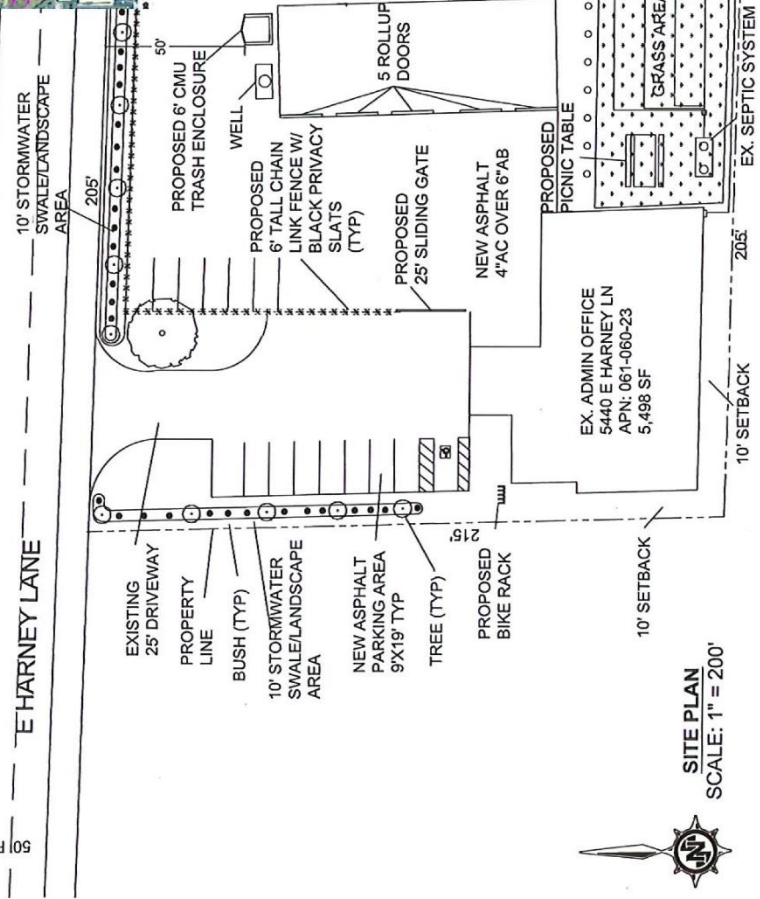 E HARNEY LANE
50'
10' STORMWATER
SWALE/LANDSCAPE
AREA
205'
50'
PROPOSED 6' CMU
TRASH ENCLOSURE
WELL
5 ROLLUP
DOORS
PROPOSED
6' TALL CHAIN
LINK FENCE W/
BLACK PRIVACY
SLATS
(TYP)
PROPOSED
25' SLIDING GATE
NEW ASPHALT
4"AC OVER 6"AB
PROPOSED
PICNIC TABLE
GRASS AREA
EX. SEPTIC SYSTEM
EXISTING
25' DRIVEWAY
PROPERTY
LINE
BUSH (TYP)
10' STORMWATER
SWALE/LANDSCAPE
AREA
NEW ASPHALT
PARKING AREA
9'X19' TYP
TREE (TYP)
215'
PROPOSED
BIKE RACK
EX. ADMIN OFFICE
5440 E HARNEY LN
APN: 061-060-23
5,498 SF
205'
10' SETBACK
10' SETBACK
N
SITE PLAN
SCALE: 1" = 200'